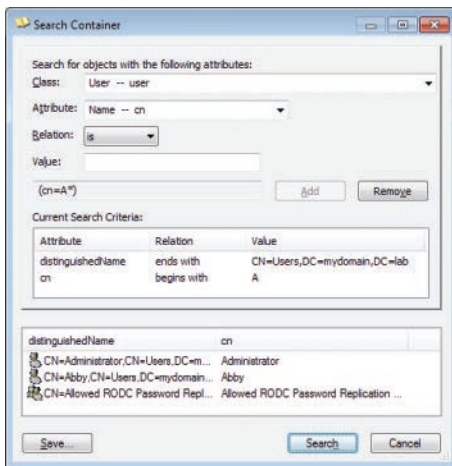 Search Container
Search for objects with the following attributes:
Class: User -- user
Attribute: Name -- cn
Relation: is
Value:
(cn=A*) Add Remove
Current Search Criteria:
Attribute Relation Value
distinguishedName ends with CN=Users,DC=mydomain,DC=lab
cn begins with A
distinguishedName cn
CN=Administrator,CN=Users,DC=m... Administrator
CN=Abby,CN=Users,DC=mydomain... Abby
CN=Allowed RODC Password Repl... Allowed RODC Password Replication ...
Save... Search Cancel